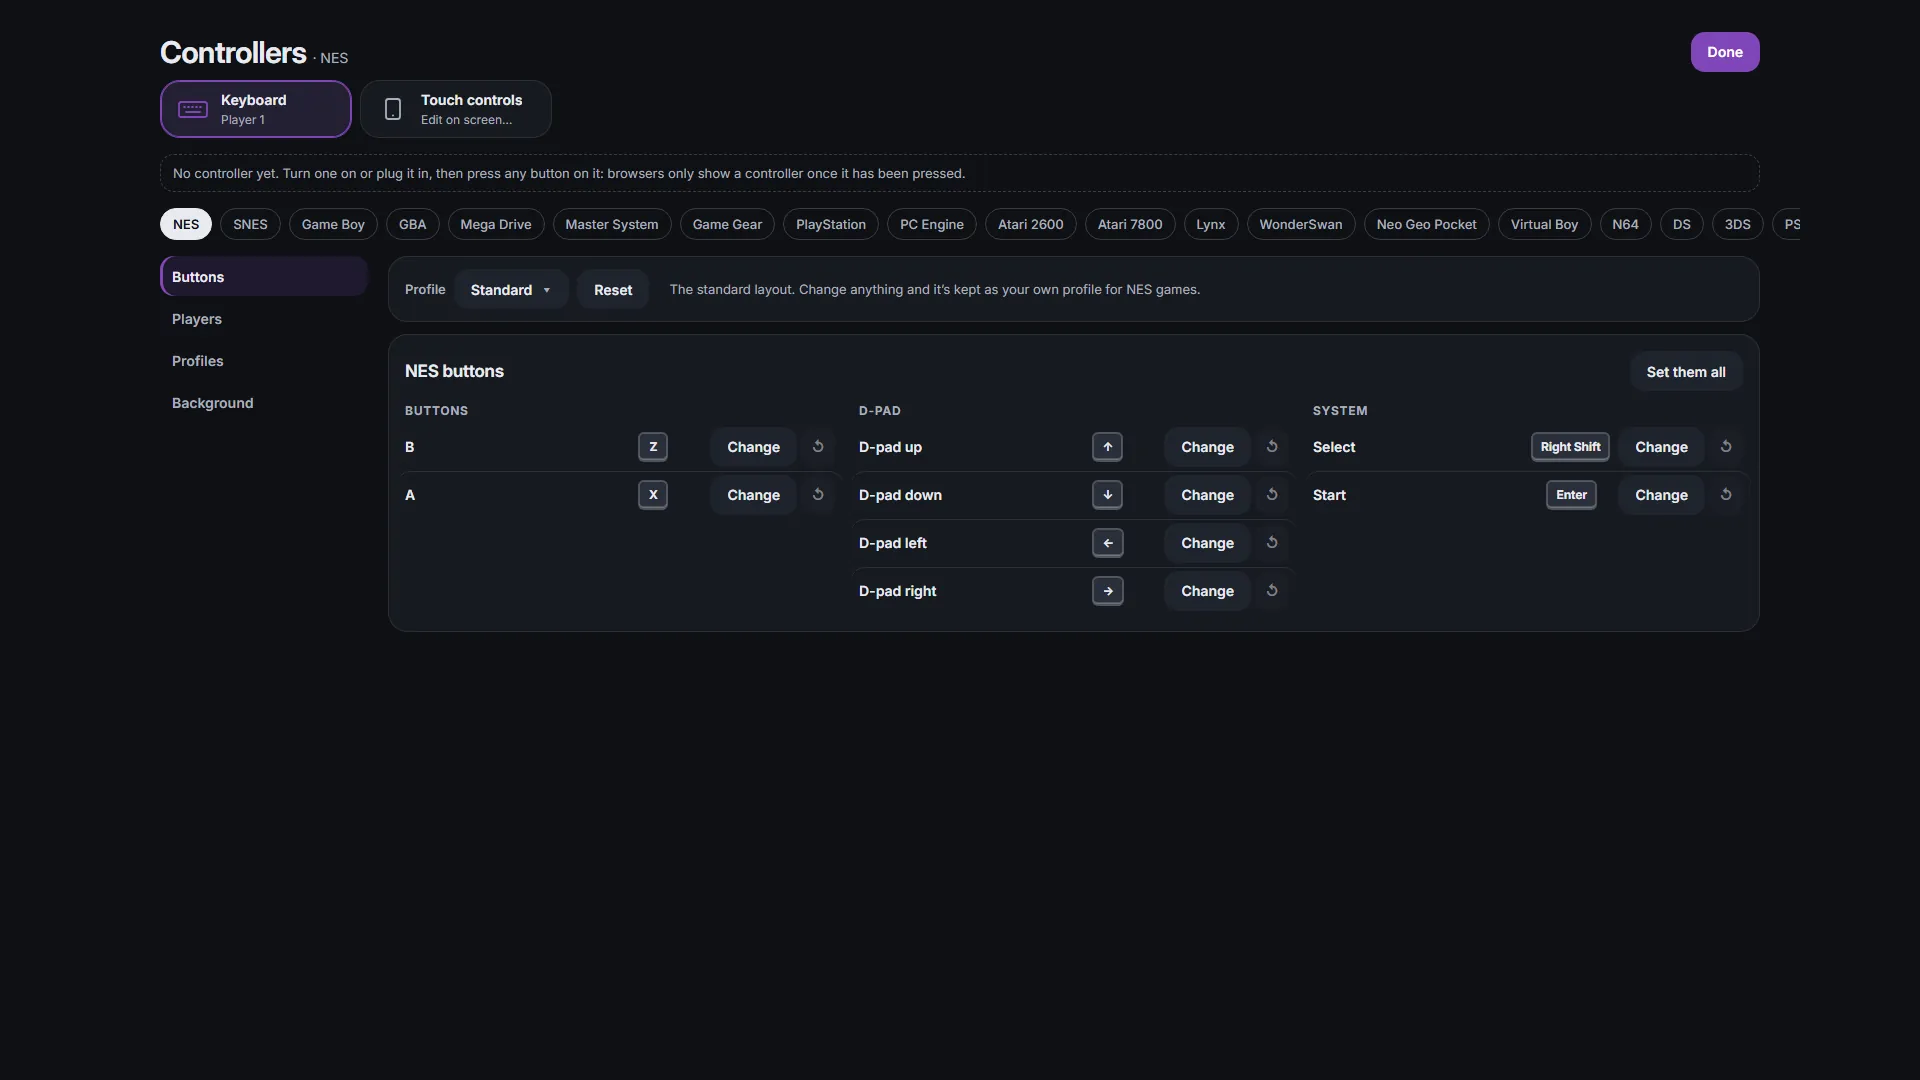 Controllers · NES
Done
Keyboard
Player 1
Touch controls
Edit on screen...
No controller yet. Turn one on or plug it in, then press any button on it: browsers only show a controller once it has been pressed.
NES SNES Game Boy GBA Mega Drive Master System Game Gear PlayStation PC Engine Atari 2600 Atari 7800 Lynx WonderSwan Neo Geo Pocket Virtual Boy N64 DS 3DS PS
Buttons
Players
Profiles
Background
Profile Standard ▾ Reset The standard layout. Change anything and it's kept as your own profile for NES games.
NES buttons
Set them all
BUTTONS
B Z Change
A X Change
D-PAD
D-pad up ↑ Change
D-pad down ↓ Change
D-pad left ← Change
D-pad right → Change
SYSTEM
Select Right Shift Change
Start Enter Change